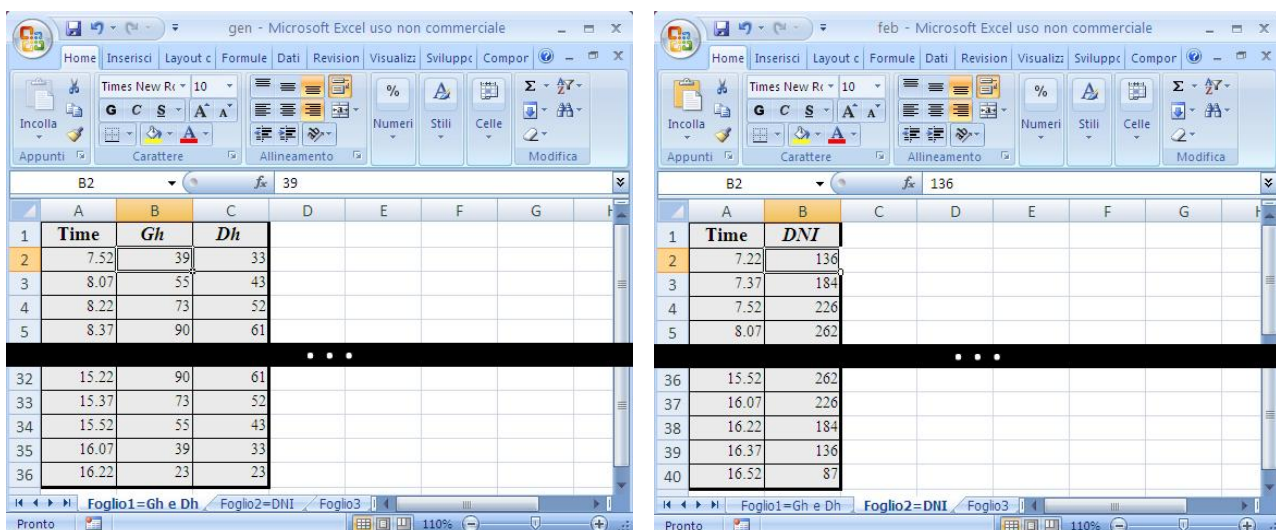 gen - Microsoft Excel uso non commerciale
Home Inserisci Layout c Formule Dati Revision Visualiz Svilupp Compor
Times New R 10
G C S A A
Incolla
% Numeri Stili Celle
Appunti Carattere Allineamento Modifica
B2 fx 39
A B C D E F G H
1 Time Gh Dh
2 7.52 39 33
3 8.07 55 43
4 8.22 73 52
5 8.37 90 61
...
32 15.22 90 61
33 15.37 73 52
34 15.52 55 43
35 16.07 39 33
36 16.22 23 23
Foglio1=Gh e Dh Foglio2=DNI Foglio3
Pronto 110%
feb - Microsoft Excel uso non commerciale
Home Inserisci Layout c Formule Dati Revision Visualiz Svilupp Compor
Times New R 10
G C S A A
Incolla
% Numeri Stili Celle
Appunti Carattere Allineamento Modifica
B2 fx 136
A B C D E F G H
1 Time DNI
2 7.22 136
3 7.37 184
4 7.52 226
5 8.07 262
...
36 15.52 262
37 16.07 226
38 16.22 184
39 16.37 136
40 16.52 87
Foglio1=Gh e Dh Foglio2=DNI Foglio3
Pronto 110%